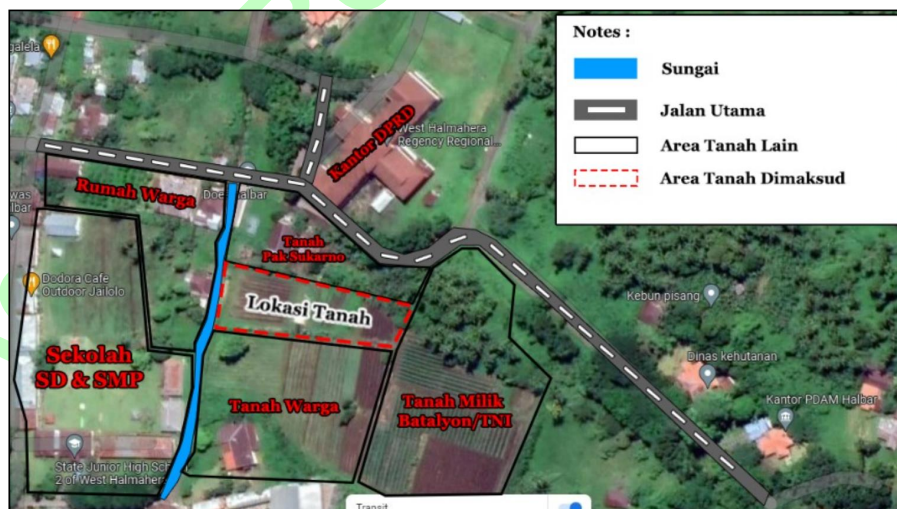 Notes :
Sungai
Jalan Utama
Area Tanah Lain
Area Tanah Dimaksud
galela
Kantor DPRD
West Halmahera
Regency Regional...
Rumah Warga
Tanah
Pak Sukarno
Dodora Cafe
Outdoor Jailolo
Lokasi Tanah
Kebun pisang
Sekolah
SD & SMP
Tanah Warga
Tanah Milik
Batalyon/TNI
Dinas kehutanan
Kantor PDAM Halbar
State Junior High Sch
2 of West Halmahera
Transit